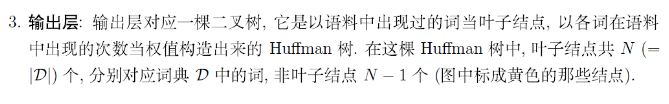 3. 输出层: 输出层对应一棵二叉树, 它是以语料中出现过的词当叶子结点, 以各词在语料
中出现的次数当权值构造出来的 Huffman 树. 在这棵 Huffman 树中, 叶子结点共 N (=
|D|) 个, 分别对应词典 D 中的词, 非叶子结点 N − 1 个 (图中标成黄色的那些结点).